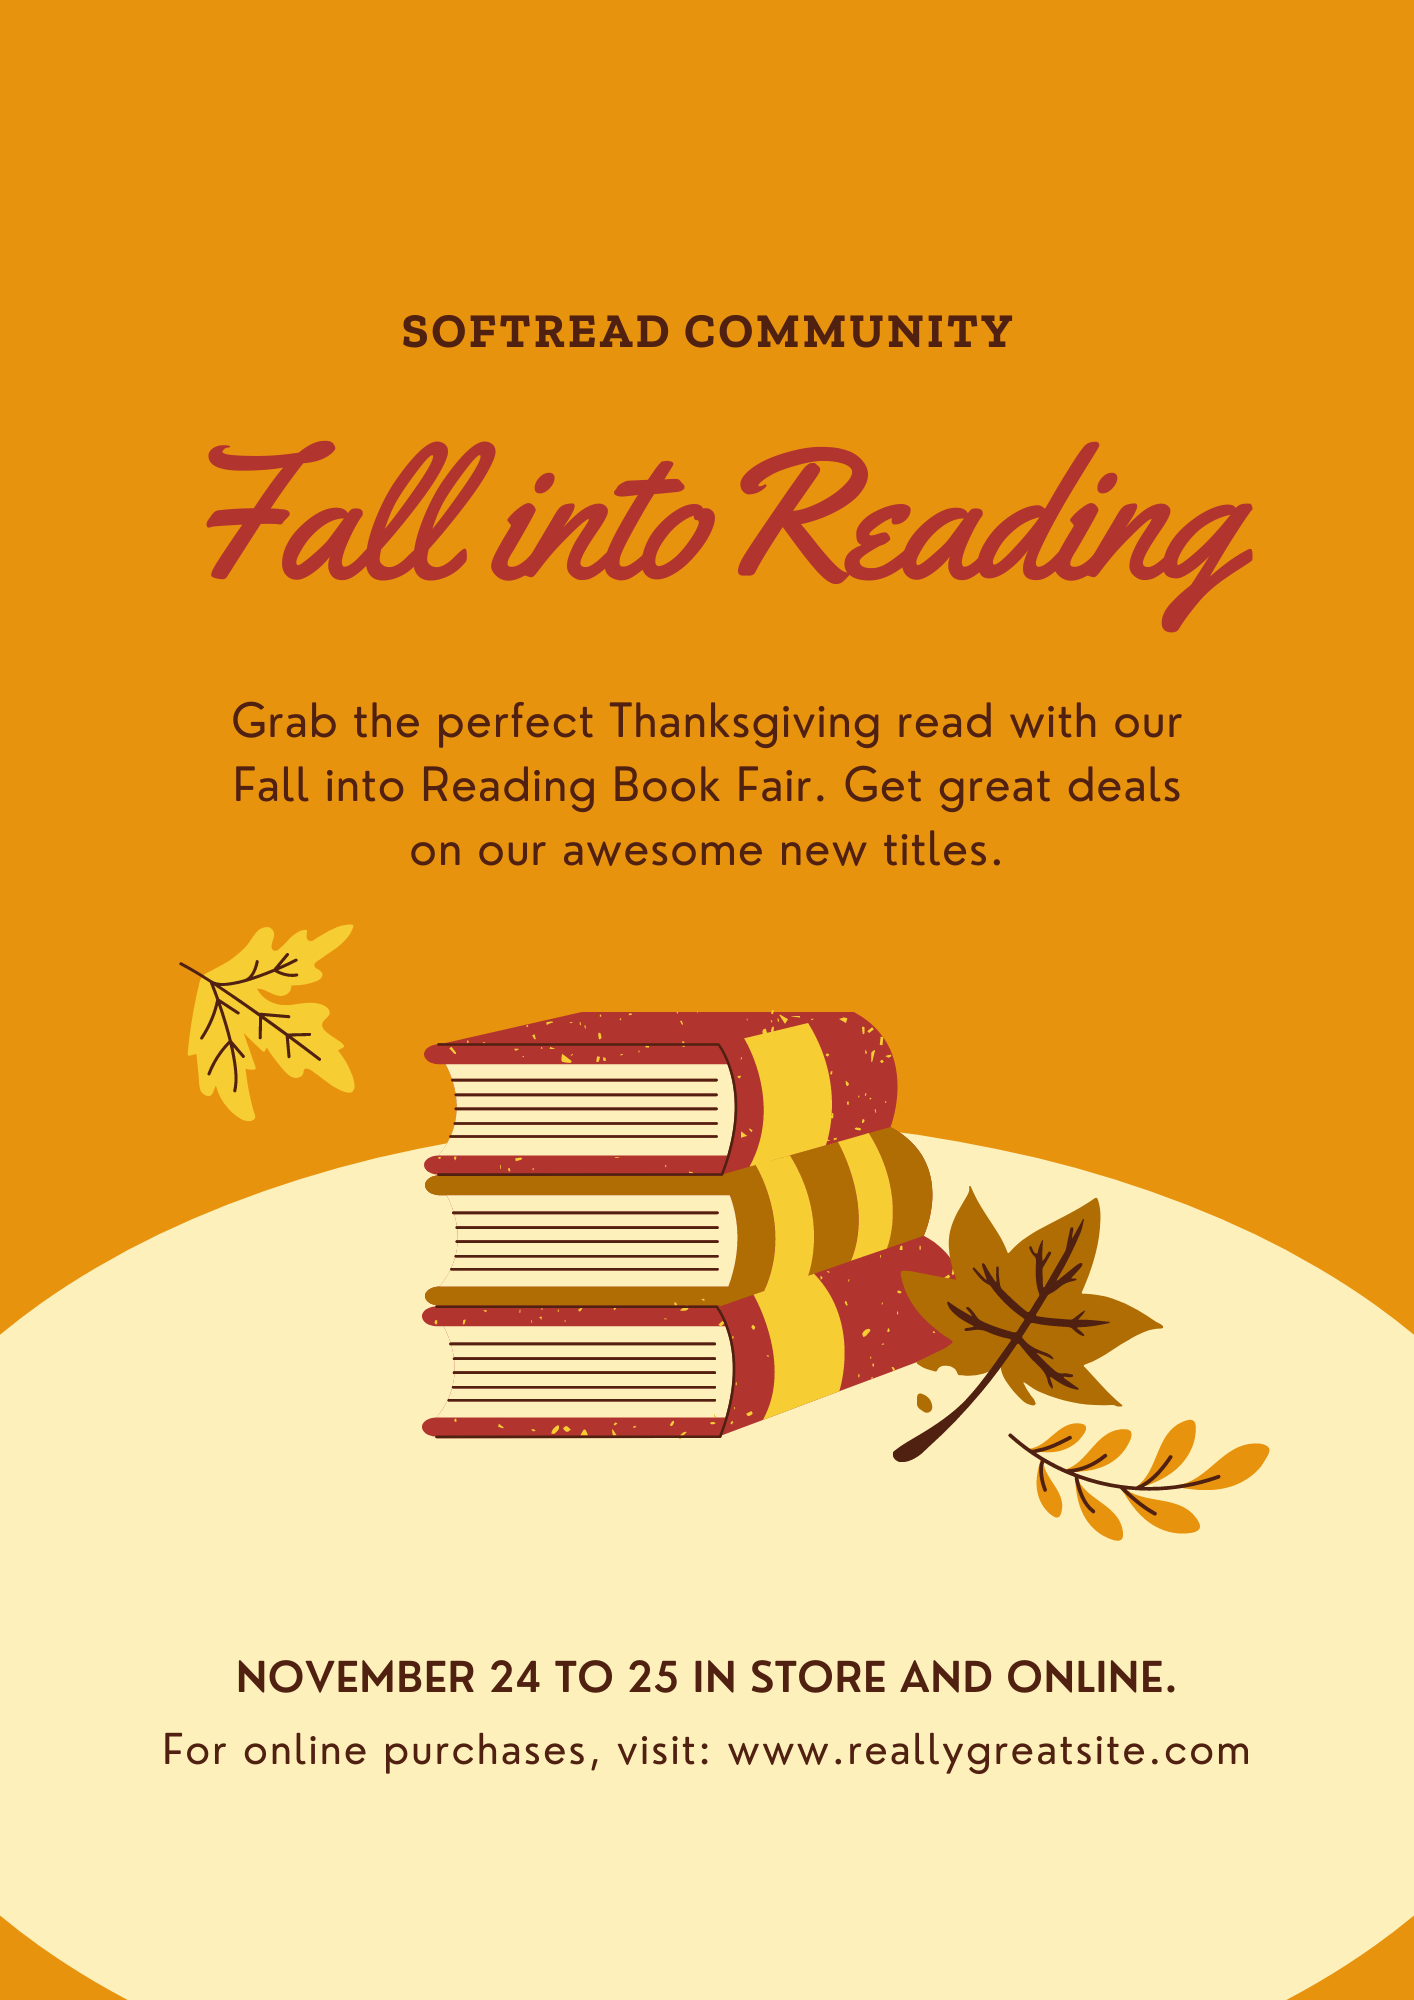 SOFTREAD COMMUNITY
Fall into Reading
Grab the perfect Thanksgiving read with our
Fall into Reading Book Fair. Get great deals
on our awesome new titles.
NOVEMBER 24 TO 25 IN STORE AND ONLINE.
For online purchases, visit: www.reallygreatsite.com